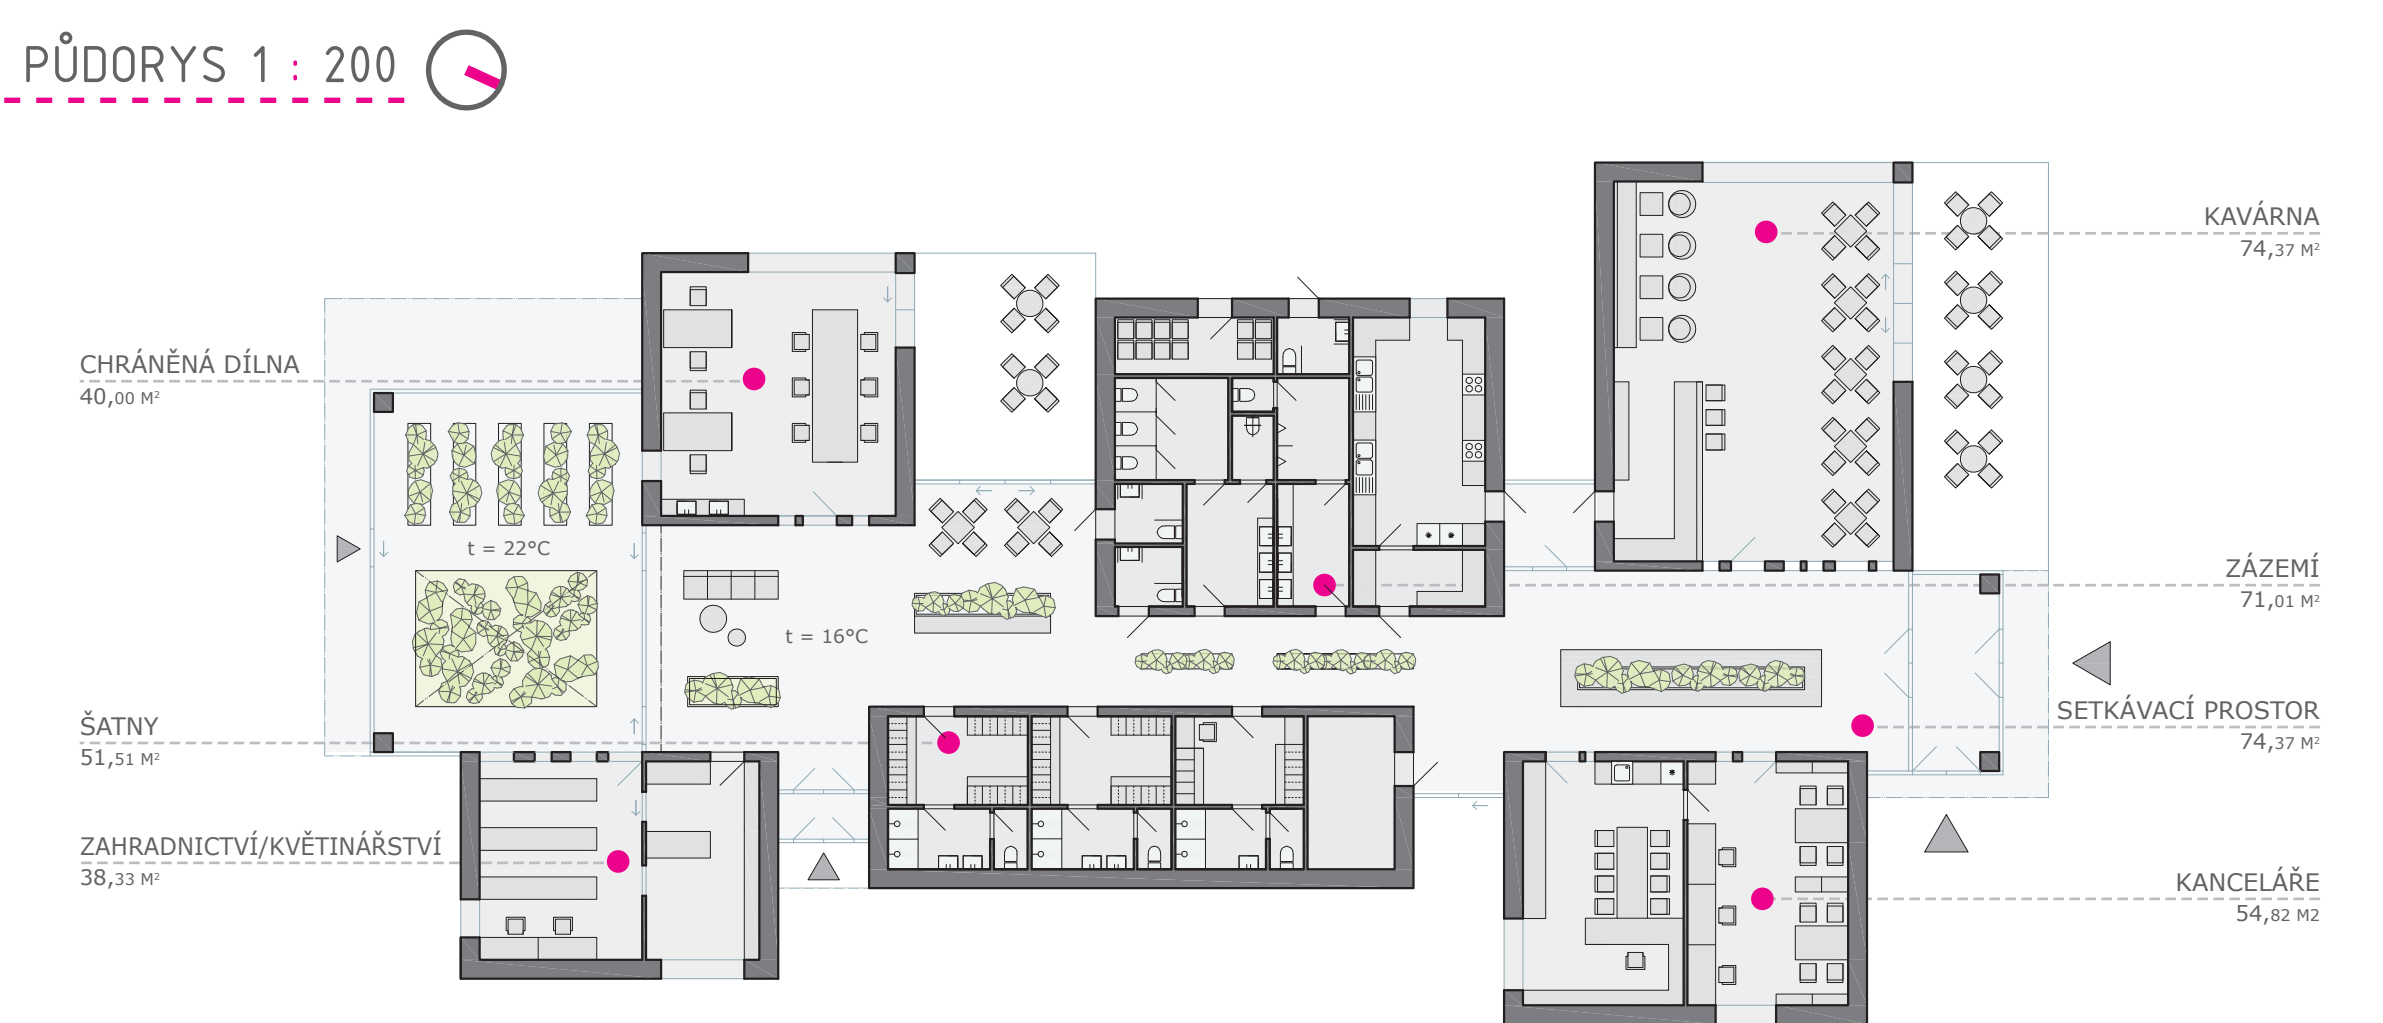 PŮDORYS 1 : 200
KAVÁRNA
74,37 M²
CHRÁNĚNÁ DÍLNA
40,00 M²
t = 22°C
ZÁZEMÍ
71,01 M²
t = 16°C
ŠATNY
51,51 M²
SETKÁVACÍ PROSTOR
74,37 M²
ZAHRADNICTVÍ/KVĚTINÁŘSTVÍ
38,33 M²
KANCELÁŘE
54,82 M2